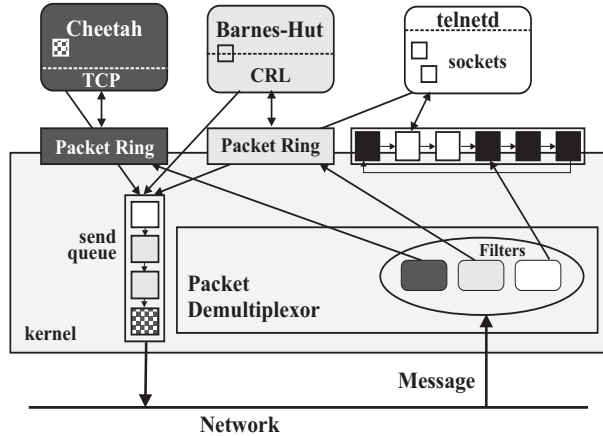 Cheetah
TCP
Barnes-Hut
CRL
telnetd
sockets
Packet Ring
Packet Ring
send
queue
Filters
Packet
Demultiplexor
kernel
Message
Network